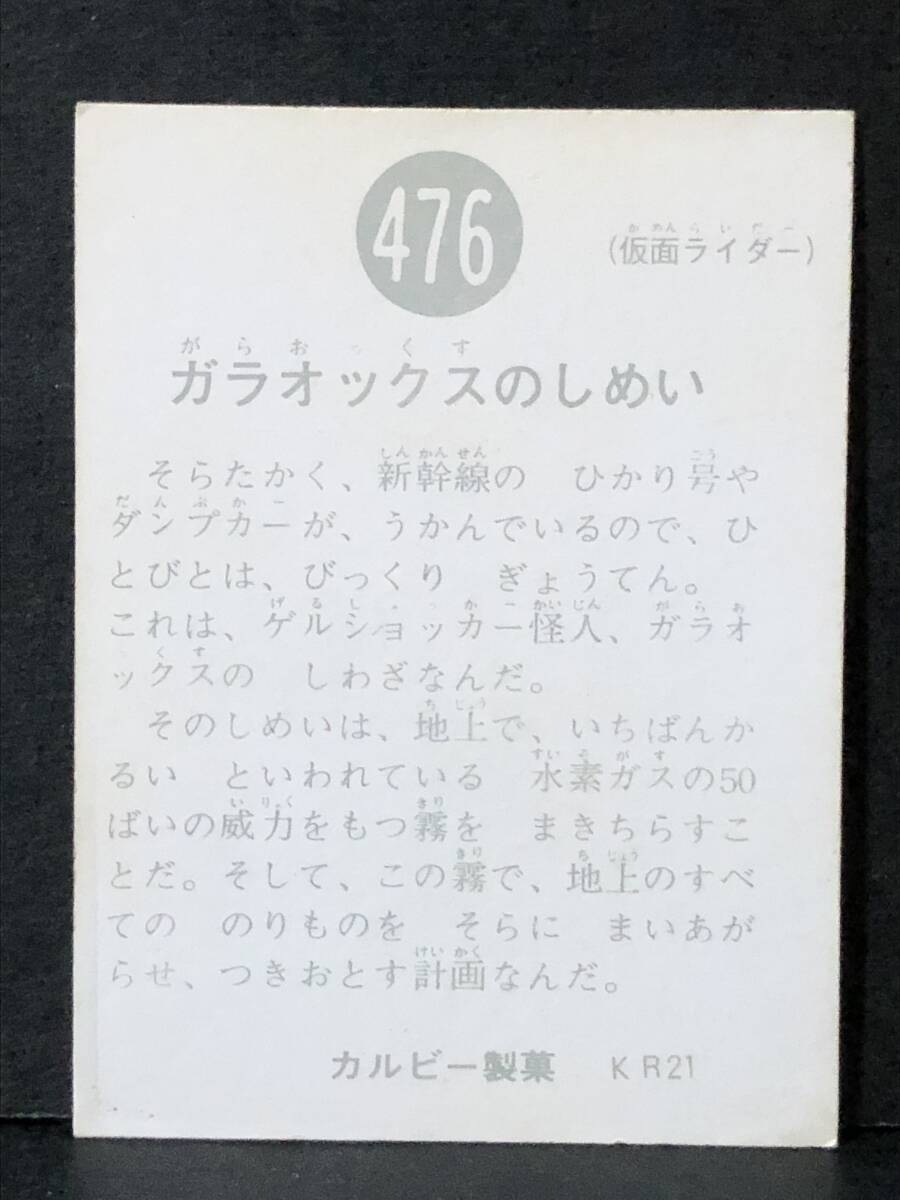 476
(仮面ライダー)
ガラオックスのしめい
そらたかく、新幹線の ひかり号や
ダンプカーが、うかんでいるので、ひ
とびとは、びっくり ぎょうてん。
これは、ゲルショッカー怪人、ガラオ
ックスの しわざなんだ。
そのしめいは、地上で、いちばんか
るい といわれている 水素ガスの50
ばいの威力をもつ霧を まきちらすこ
とだ。そして、この霧で、地上のすべ
ての のりものを そらに まいあが
らせ、つきおとす計画なんだ。
カルビー製菓 KR21